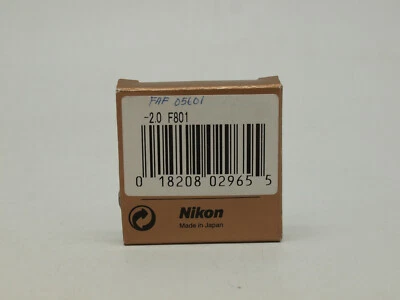 FAF 05601
-2.0 F801
0 18208 02965 5
Nikon
Made in Japan